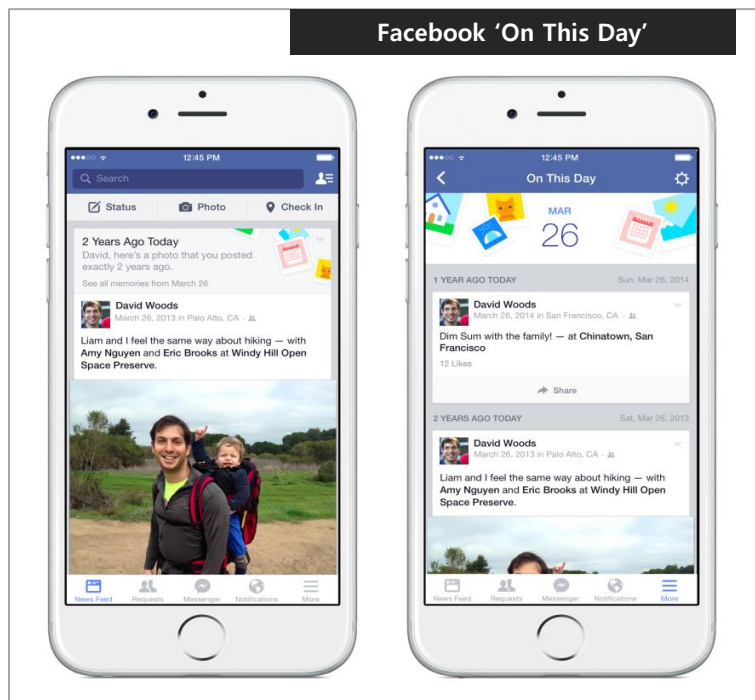 Facebook ‘On This Day’
12:45 PM
Search
Status
Photo
Check In
2 Years Ago Today
David, here's a photo that you posted
exactly 2 years ago.
See all memories from March 26
David Woods
March 26, 2013 in Palo Alto, CA ·
Liam and I feel the same way about hiking — with
Amy Nguyen and Eric Brooks at Windy Hill Open
Space Preserve.
News Feed
Requests
Messenger
Notifications
More
12:45 PM
On This Day
MAR
26
1 YEAR AGO TODAY
Sun, Mar 26, 2014
David Woods
March 26, 2014 in San Francisco, CA ·
Dim Sum with the family! — at Chinatown, San
Francisco
12 Likes
Share
2 YEARS AGO TODAY
Sat, Mar 26, 2013
David Woods
March 26, 2013 in Palo Alto, CA ·
Liam and I feel the same way about hiking — with
Amy Nguyen and Eric Brooks at Windy Hill Open
Space Preserve.
News Feed
Requests
Messenger
Notifications
More